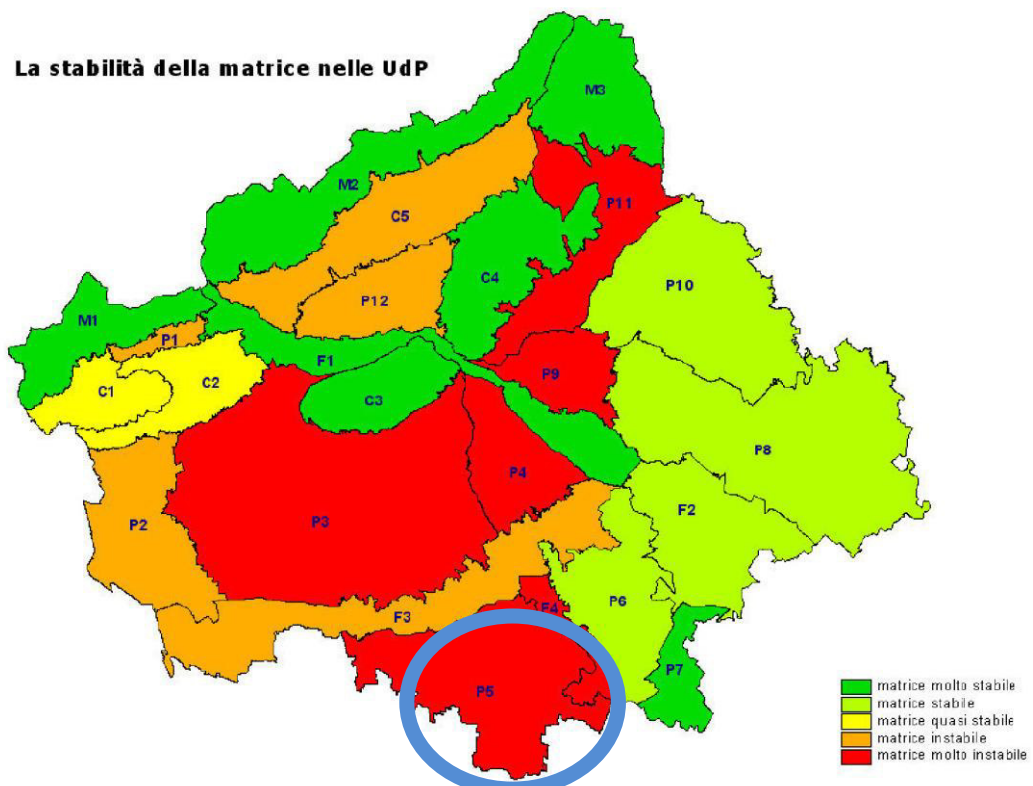 La stabilità della matrice nelle UdP
M3
M2
P11
C5
C4
P10
P12
M1
P1
F1
P9
C1
C2
C3
P8
P4
F2
P3
P2
P6
F4
F3
P7
P5
matrice molto stabile
matrice stabile
matrice quasi stabile
matrice instabile
matrice molto instabile